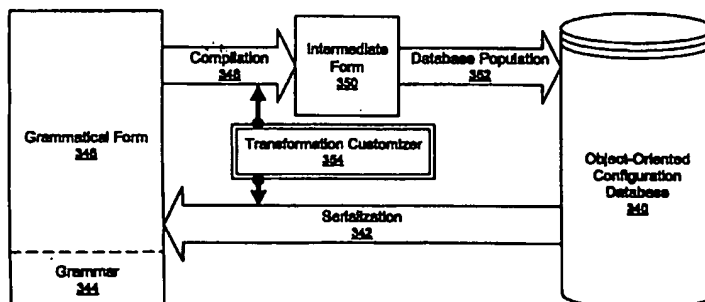 Compilation
348
Intermediate
Form
350
Database Population
352
Grammatical Form
346
Transformation Customizer
354
Object-Oriented
Configuration
Database
340
Serialization
342
Grammar
344